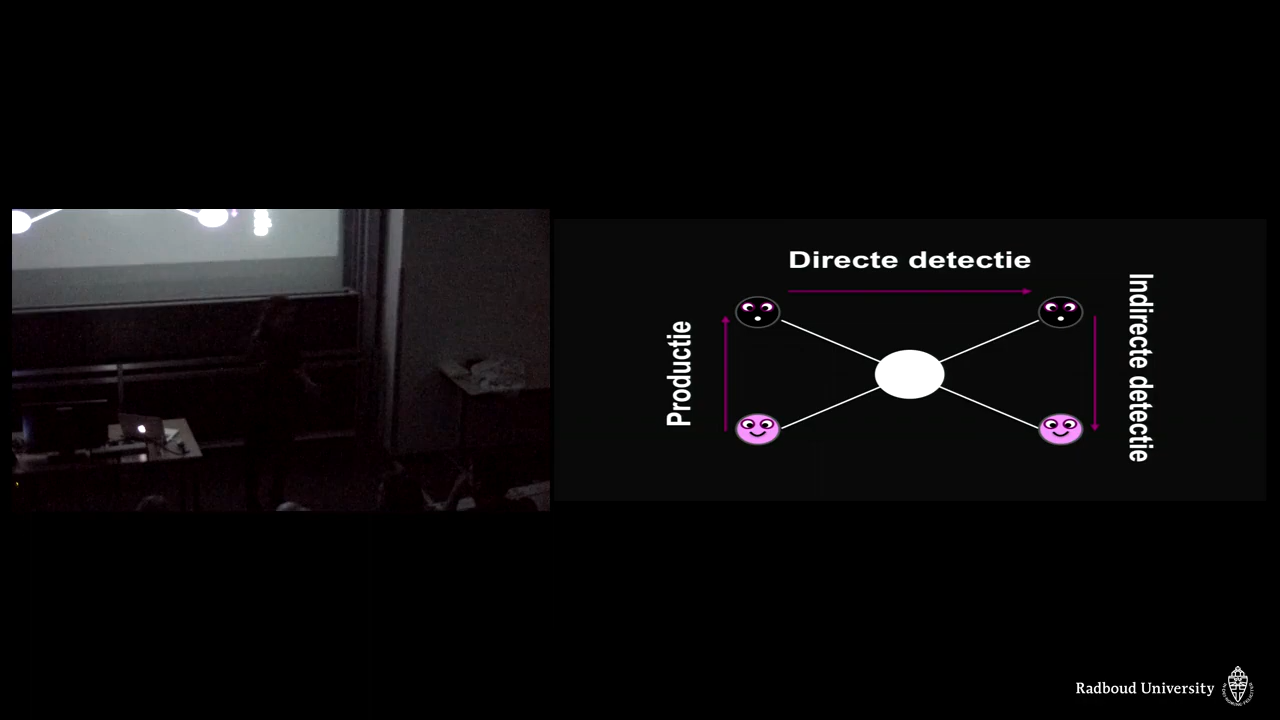 Directe detectie
Productie
Indirecte detectie
Radboud University